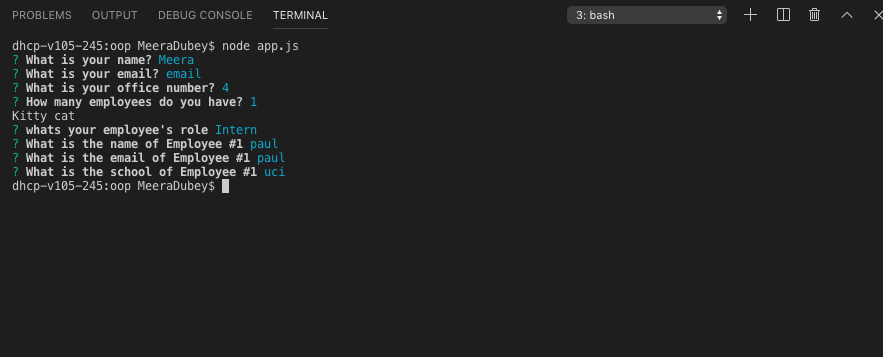 PROBLEMS OUTPUT DEBUG CONSOLE TERMINAL 3: bash
dhcp-v105-245:oop MeeraDubey$ node app.js
? What is your name? Meera
? What is your email? email
? What is your office number? 4
? How many employees do you have? 1
Kitty cat
? whats your employee's role Intern
? What is the name of Employee #1 paul
? What is the email of Employee #1 paul
? What is the school of Employee #1 uci
dhcp-v105-245:oop MeeraDubey$